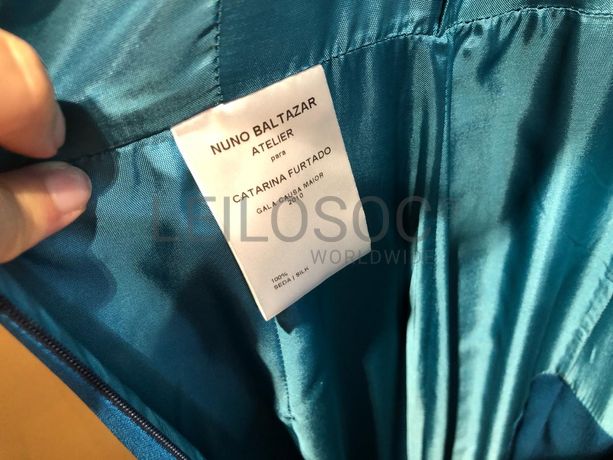 NUNO BALTAZAR
ATELIER
para
CATARINA FURTADO
GALA CAUSA MAIOR
2010
100%
SEDA | SILK
LEILOSOC
WORLDWIDE